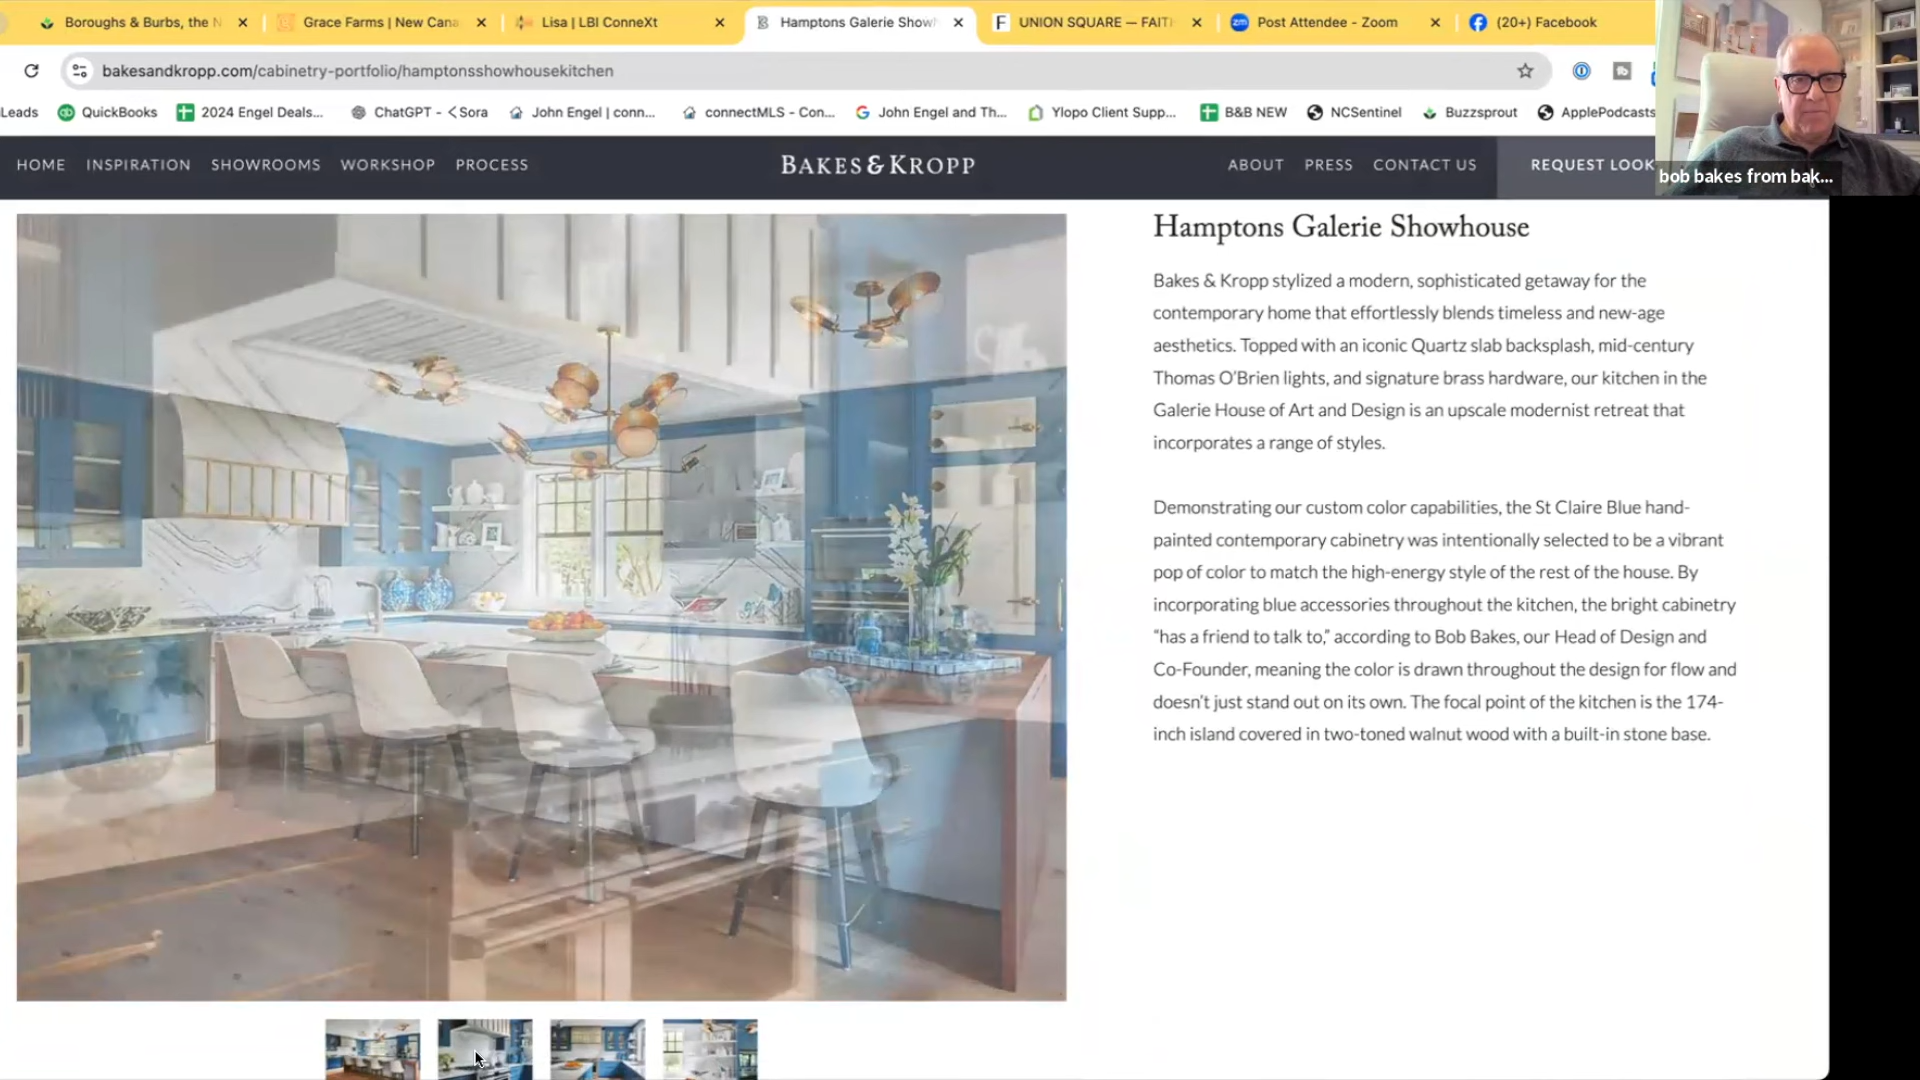 Boroughs & Burbs, the N
Grace Farms | New Cana
Lisa | LBI ConneXt
Hamptons Galerie Showh
UNION SQUARE — FAITH
Post Attendee - Zoom
(20+) Facebook
bakesandkropp.com/cabinetry-portfolio/hamptonsshowhousekitchen
Leads
QuickBooks
2024 Engel Deals...
ChatGPT - < Sora
John Engel | conn...
connectMLS - Con...
John Engel and Th...
Ylopo Client Supp...
B&B NEW
NCSentinel
Buzzsprout
ApplePodcasts
bob bakes from bak...
HOME
INSPIRATION
SHOWROOMS
WORKSHOP
PROCESS
BAKES & KROPP
ABOUT
PRESS
CONTACT US
REQUEST LOOK
Hamptons Galerie Showhouse
Bakes & Kropp stylized a modern, sophisticated getaway for the
contemporary home that effortlessly blends timeless and new-age
aesthetics. Topped with an iconic Quartz slab backsplash, mid-century
Thomas O'Brien lights, and signature brass hardware, our kitchen in the
Galerie House of Art and Design is an upscale modernist retreat that
incorporates a range of styles.
Demonstrating our custom color capabilities, the St Claire Blue hand-
painted contemporary cabinetry was intentionally selected to be a vibrant
pop of color to match the high-energy style of the rest of the house. By
incorporating blue accessories throughout the kitchen, the bright cabinetry
“has a friend to talk to,” according to Bob Bakes, our Head of Design and
Co-Founder, meaning the color is drawn throughout the design for flow and
doesn't just stand out on its own. The focal point of the kitchen is the 174-
inch island covered in two-toned walnut wood with a built-in stone base.